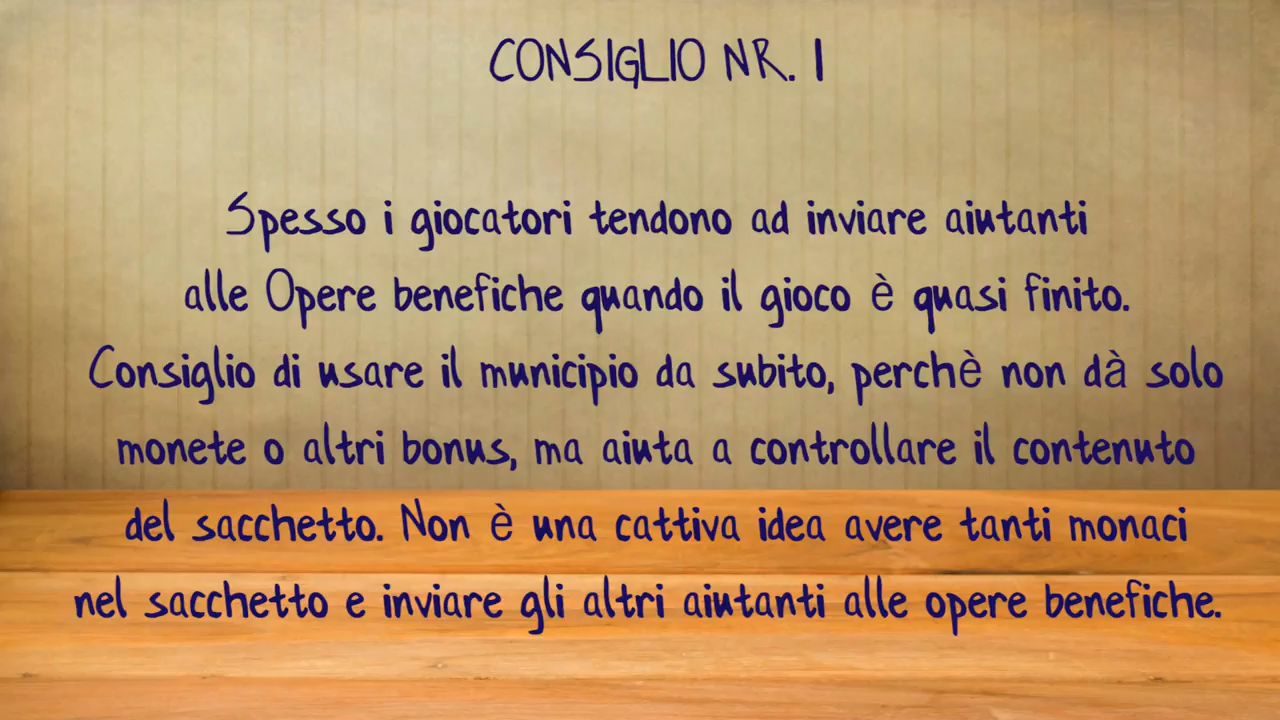 CONSIGLIO NR. 1
Spesso i giocatori tendono ad inviare aiutanti
alle Opere benefiche quando il gioco è quasi finito.
Consiglio di usare il municipio da subito, perchè non dà solo
monete o altri bonus, ma aiuta a controllare il contenuto
del sacchetto. Non è una cattiva idea avere tanti monaci
nel sacchetto e inviare gli altri aiutanti alle opere benefiche.